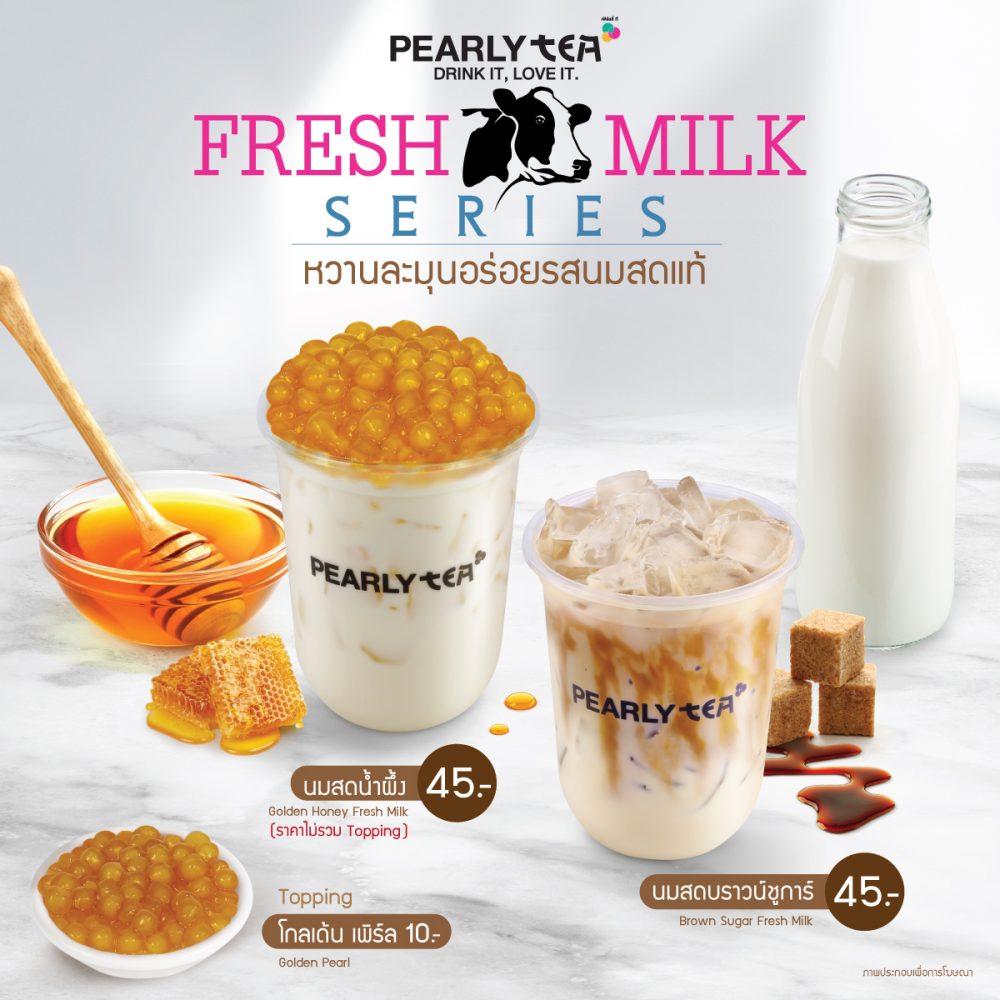 PEARLY TEA
DRINK IT, LOVE IT.
FRESH MILK
SERIES
หวานละมุนอร่อยรสนมสดแท้
PEARLY TEA
PEARLY TEA
นมสดน้ำผึ้ง 45.-
Golden Honey Fresh Milk
(ราคาไม่รวม Topping)
นมสดบราวน์ชูการ์ 45.-
Brown Sugar Fresh Milk
Topping
โกลเด้น เพิร์ล 10.-
Golden Pearl
ภาพประกอบเพื่อการโฆษณา